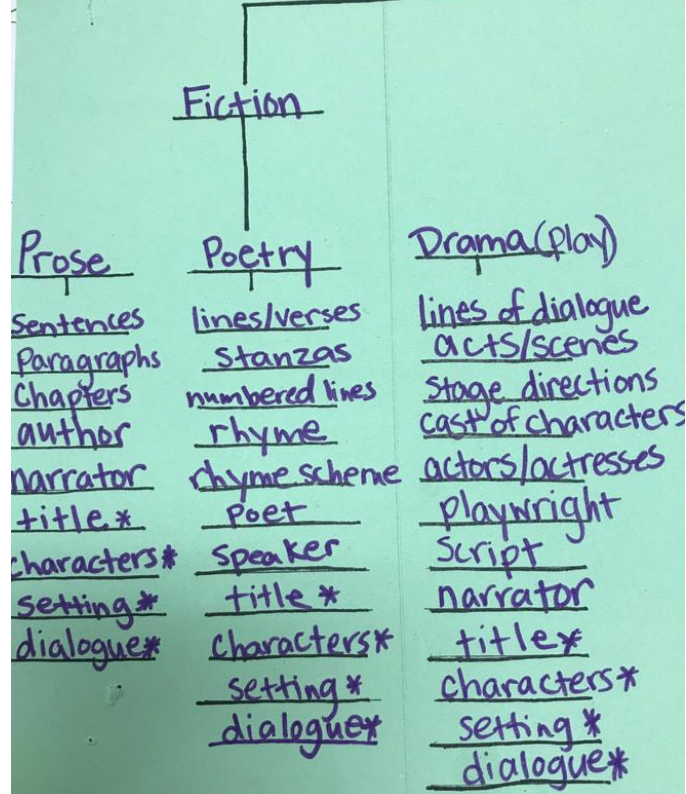 Fiction
Prose
Sentences
Paragraphs
Chapters
author
narrator
title*
characters*
setting*
dialogue*
Poetry
lines/verses
stanzas
numbered lines
rhyme
rhyme scheme
Poet
Speaker
title*
characters*
setting*
dialogue*
Drama (play)
lines of dialogue
acts/scenes
stage directions
cast of characters
actors/actresses
playwright
Script
narrator
title*
characters*
setting*
dialogue*